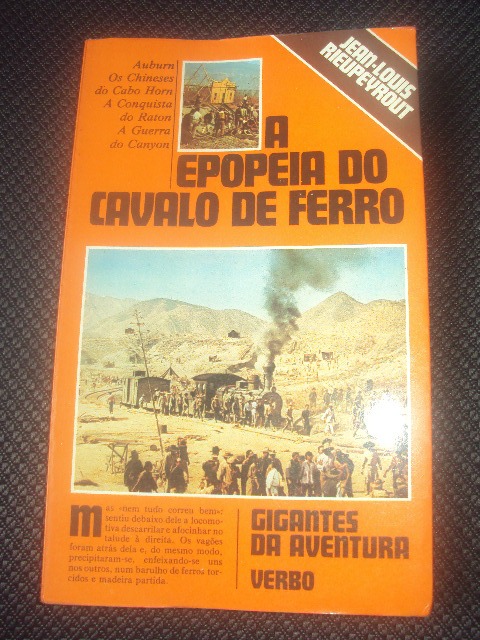 JEAN-LOUIS
RIEUPEYROUT
Auburn
Os Chineses
do Cabo Horn
A Conquista
do Raton
A Guerra
do Canyon
A
EPOPEIA DO
CAVALO DE FERRO
mas «nem tudo correu bem»:
sentiu debaixo dele a locomo-
tiva descarrilar e afocinhar no
talude à direita. Os vagões
foram atrás dela e, do mesmo modo,
precipitaram-se, enfeixando-se uns
nos outros, num barulho de ferros tor-
cidos e madeira partida.
GIGANTES
DA AVENTURA
VERBO